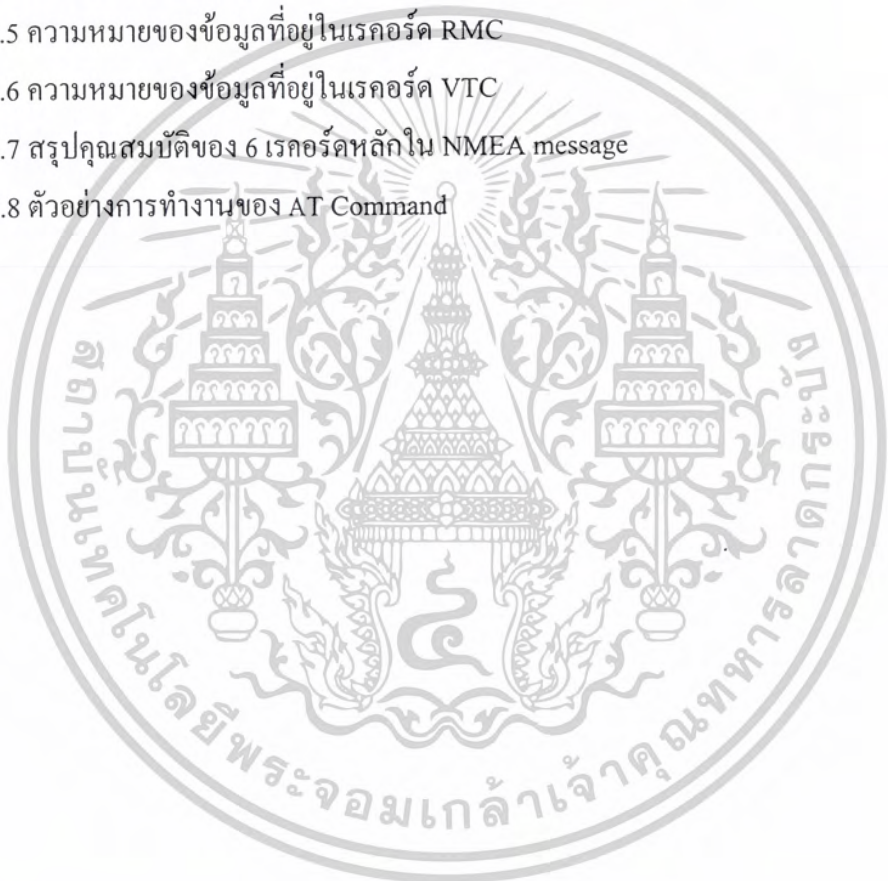 .5 ความหมายของข้อมูลที่อยู่ในเรคอร์ด RMC
.6 ความหมายของข้อมูลที่อยู่ในเรคอร์ด VTC
.7 สรุปคุณสมบัติของ 6 เรคอร์ดหลักใน NMEA message
.8 ตัวอย่างการทำงานของ AT Command
สถาบันเทคโนโลยีพระจอมเกล้าเจ้าคุณทหารลาดกระบัง
๔